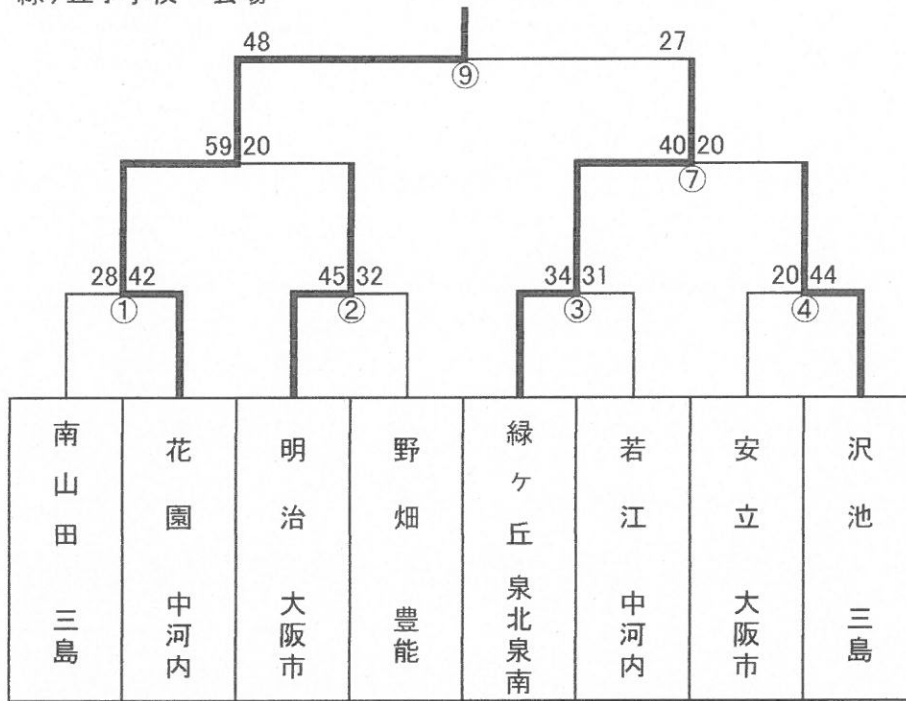 48 27
⑨
59 20 40 20
⑦
28 42 45 32 34 31 20 44
① ② ③ ④
南山田 三島
花園 中河内
明治 大阪市
野畑 豊能
緑ヶ丘 泉北泉南
若江 中河内
安立 大阪市
沢池 三島